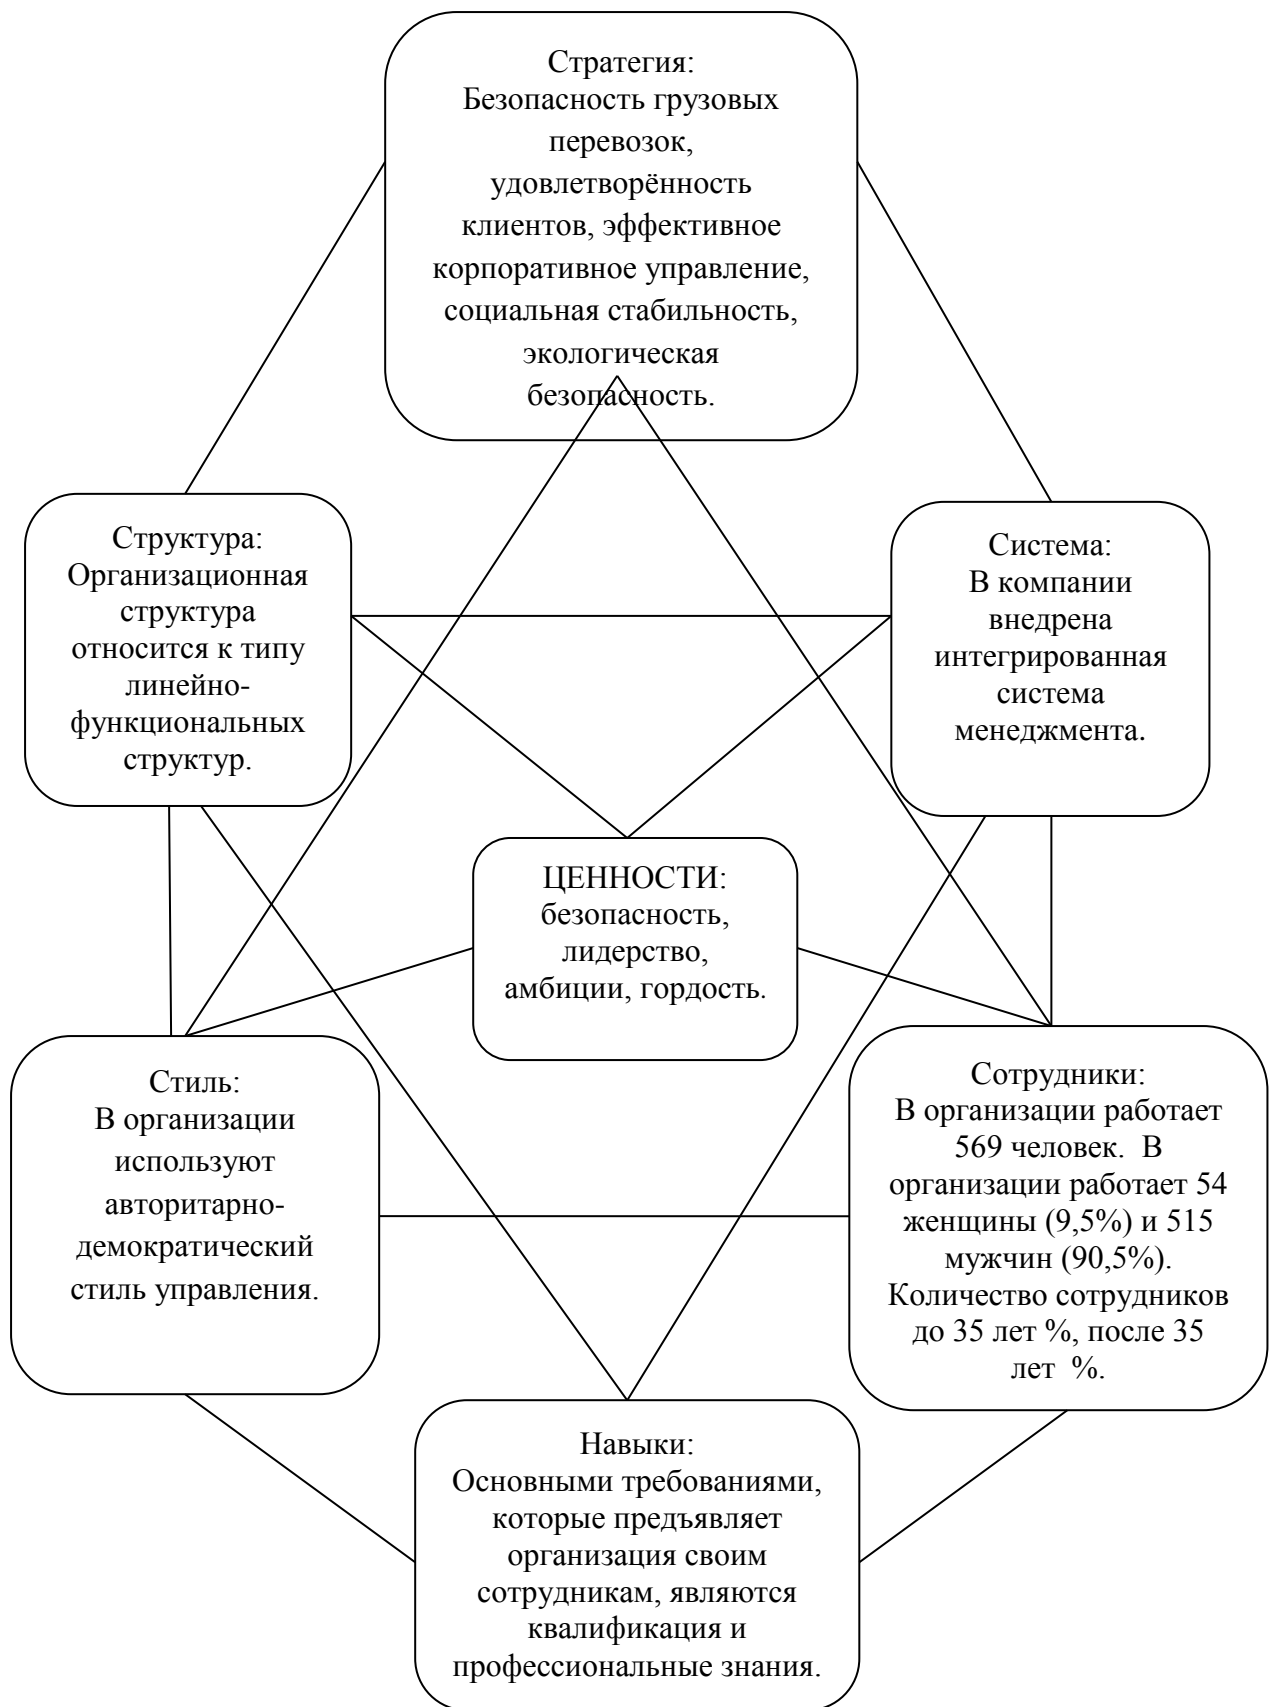 Стратегия:
Безопасность грузовых
перевозок,
удовлетворённость
клиентов, эффективное
корпоративное управление,
социальная стабильность,
экологическая
безопасность.
Структура:
Организационная
структура
относится к типу
линейно-
функциональных
структур.
Система:
В компании
внедрена
интегрированная
система
менеджмента.
ЦЕННОСТИ:
безопасность,
лидерство,
амбиции, гордость.
Стиль:
В организации
используют
авторитарно-
демократический
стиль управления.
Сотрудники:
В организации работает
569 человек.  В
организации работает 54
женщины (9,5%) и 515
мужчин (90,5%).
Количество сотрудников
до 35 лет %, после 35
лет  %.
Навыки:
Основными требованиями,
которые предъявляет
организация своим
сотрудникам, являются
квалификация и
профессиональные знания.